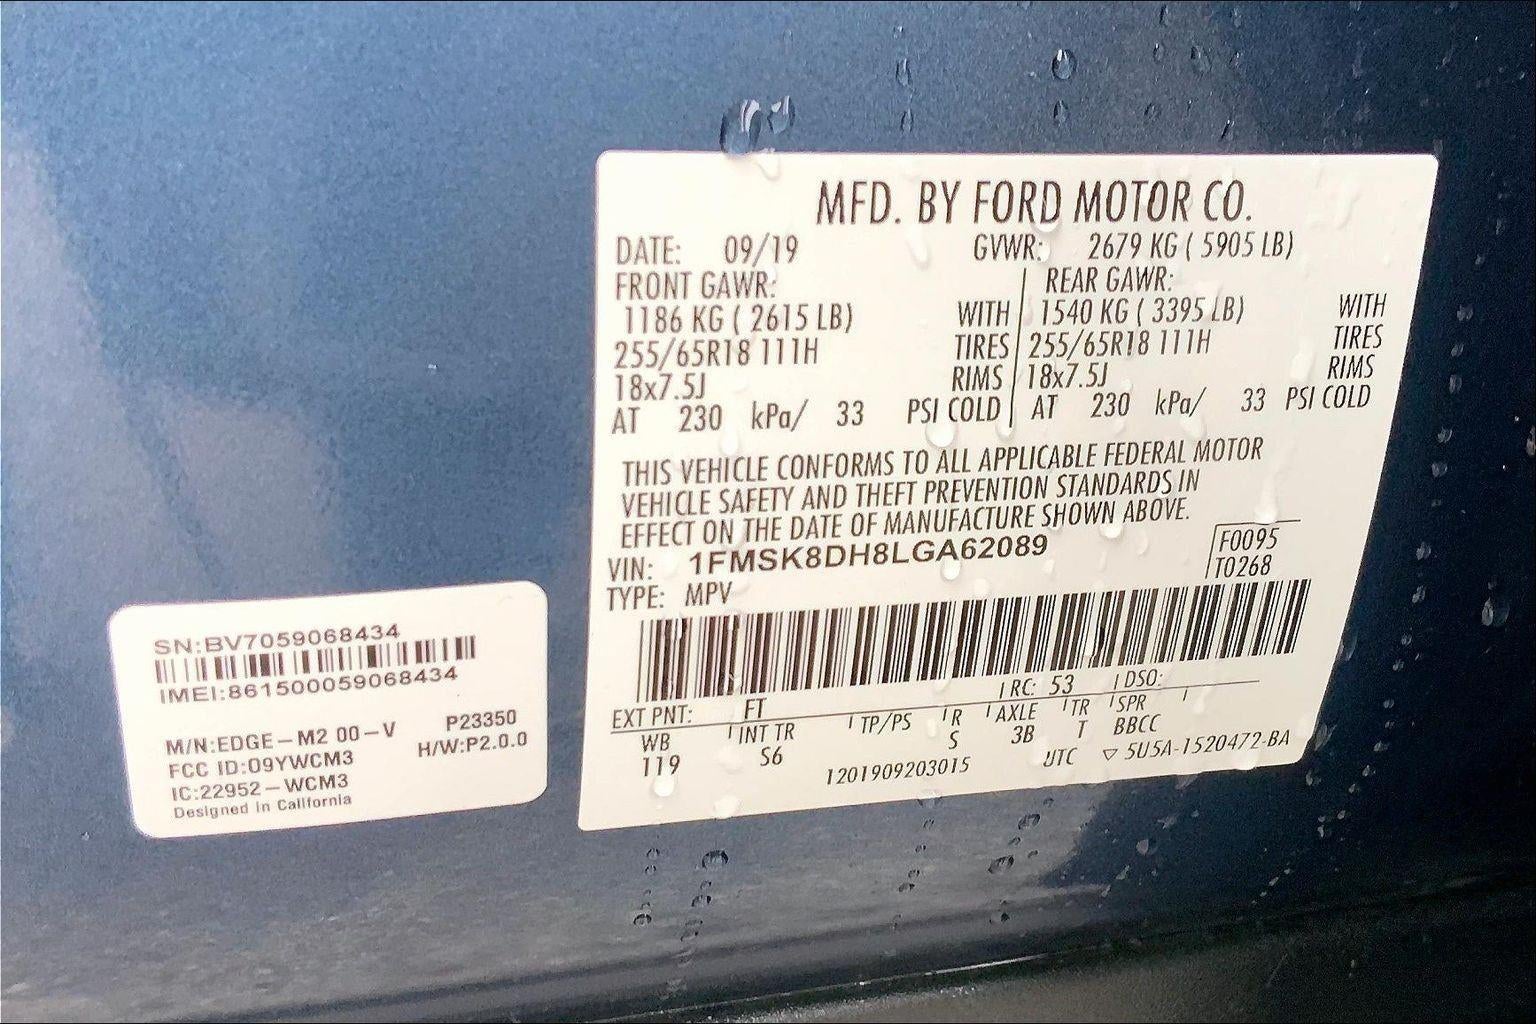 MFD. BY FORD MOTOR CO.
DATE: 09/19 GVWR: 2679 KG ( 5905 LB)
FRONT GAWR: REAR GAWR:
1186 KG ( 2615 LB) WITH 1540 KG ( 3395 LB) WITH
255/65R18 111H TIRES 255/65R18 111H TIRES
18x7.5J RIMS 18x7.5J RIMS
AT 230 kPa/ 33 PSI COLD AT 230 kPa/ 33 PSI COLD
THIS VEHICLE CONFORMS TO ALL APPLICABLE FEDERAL MOTOR
VEHICLE SAFETY AND THEFT PREVENTION STANDARDS IN
EFFECT ON THE DATE OF MANUFACTURE SHOWN ABOVE.
VIN: 1FMSK8DH8LGA62089 F0095
TYPE: MPV T0268
EXT PNT: FT RC: 53 DSO:
WB INT TR TP/PS R AXLE TR SPR
119 S6 S 3B T BBCC
1201909203015 UTC ▽ 5U5A-1520472-BA
SN:BV7059068434
IMEI:861500059068434
M/N:EDGE-M2 00-V P23350
FCC ID:09YWCM3 H/W:P2.0.0
IC:22952-WCM3
Designed in California